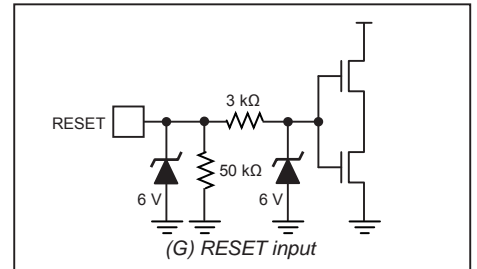 3 kΩ
RESET
50 kΩ
6 V
6 V
(G) RESET input